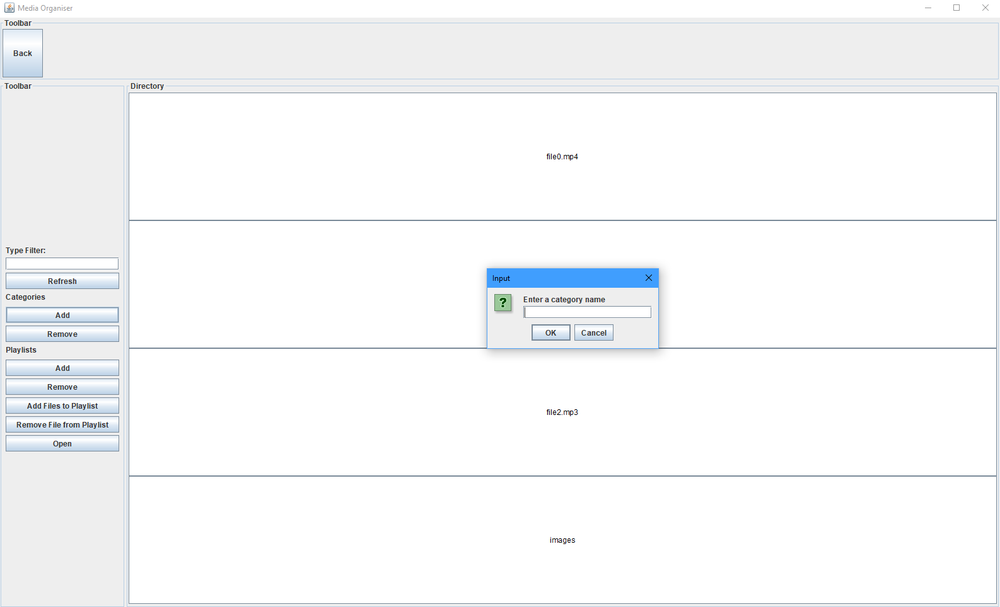 Media Organiser
Toolbar
Back
Toolbar
Type Filter:
Refresh
Categories
Add
Remove
Playlists
Add
Remove
Add Files to Playlist
Remove File from Playlist
Open
Directory
file0.mp4
file2.mp3
images
Input
?
Enter a category name
OK
Cancel